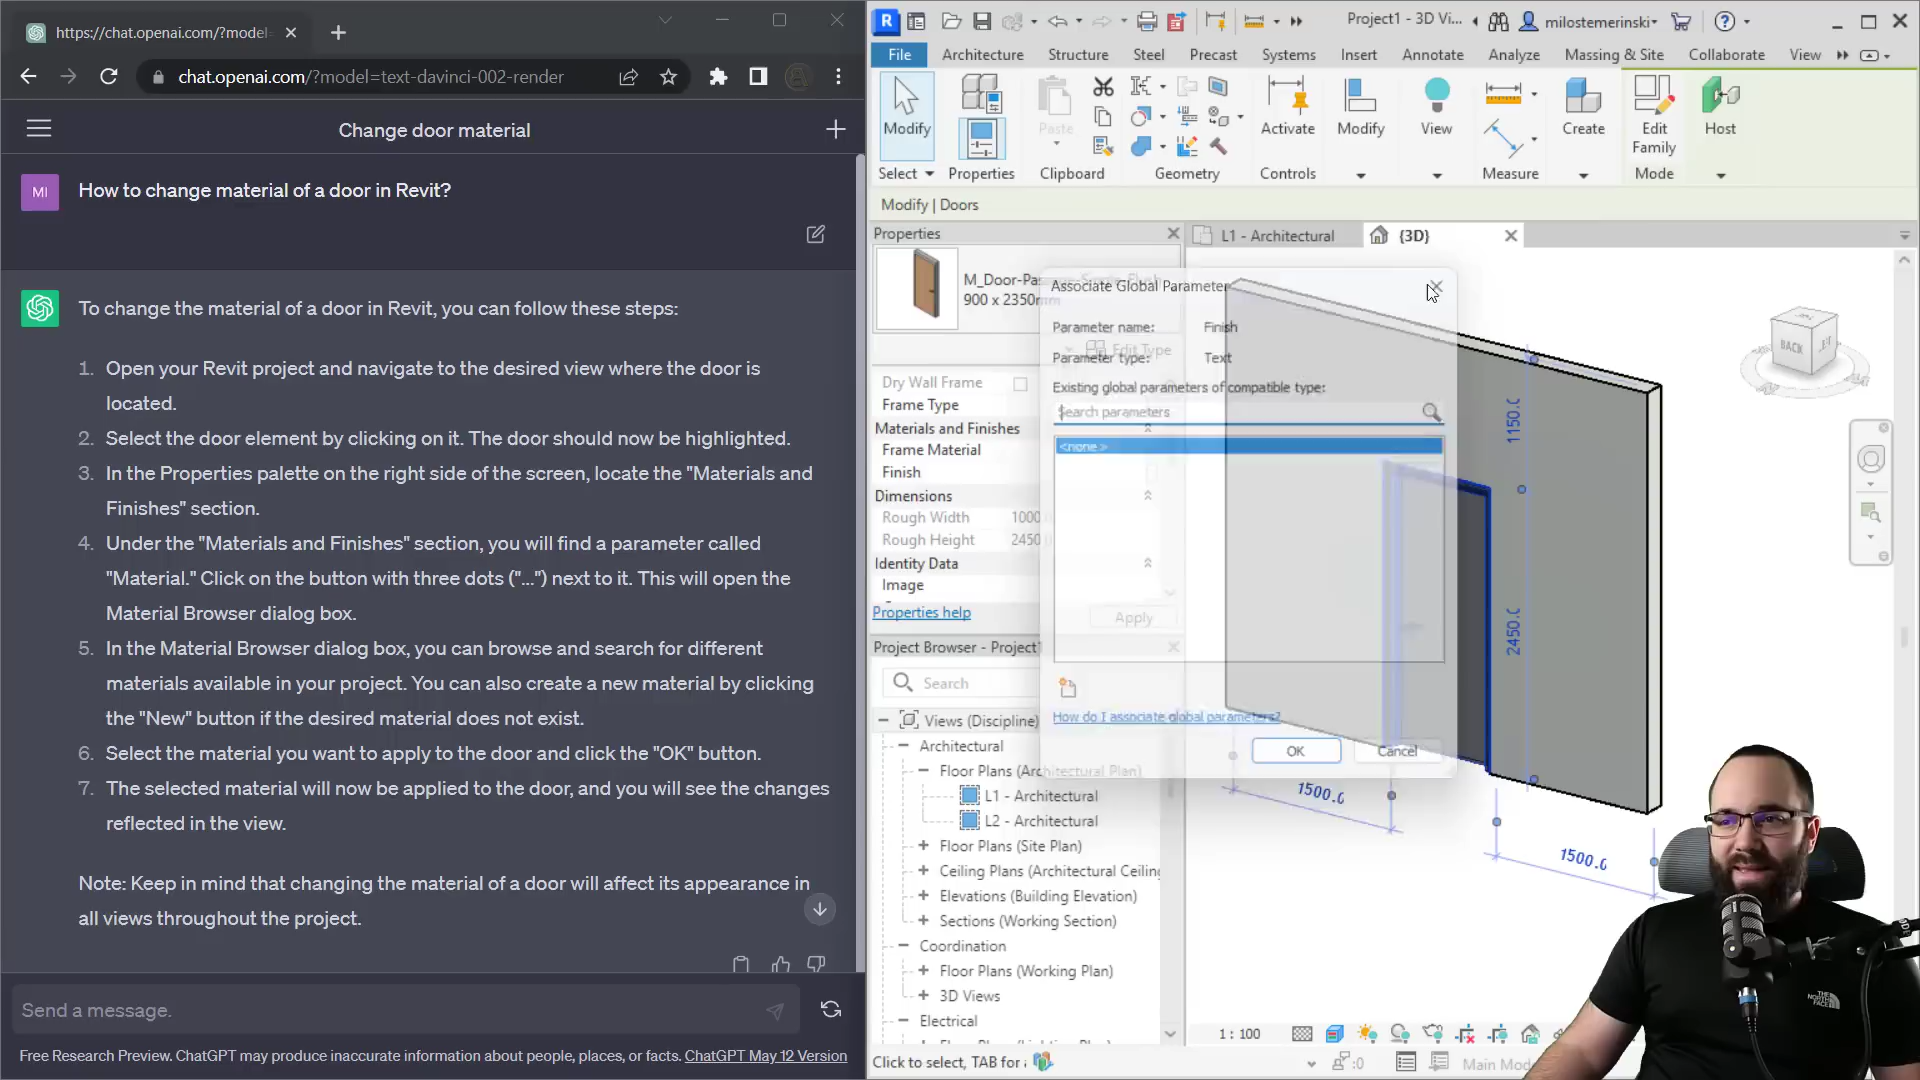 https://chat.openai.com/?model=
chat.openai.com/?model=text-davinci-002-render
Change door material
MI
How to change material of a door in Revit?
To change the material of a door in Revit, you can follow these steps:
1. Open your Revit project and navigate to the desired view where the door is
located.
2. Select the door element by clicking on it. The door should now be highlighted.
3. In the Properties palette on the right side of the screen, locate the "Materials and
Finishes" section.
4. Under the "Materials and Finishes" section, you will find a parameter called
"Material." Click on the button with three dots ("...") next to it. This will open the
Material Browser dialog box.
5. In the Material Browser dialog box, you can browse and search for different
materials available in your project. You can also create a new material by clicking
the "New" button if the desired material does not exist.
6. Select the material you want to apply to the door and click the "OK" button.
7. The selected material will now be applied to the door, and you will see the changes
reflected in the view.
Note: Keep in mind that changing the material of a door will affect its appearance in
all views throughout the project.
Send a message.
Free Research Preview. ChatGPT may produce inaccurate information about people, places, or facts. ChatGPT May 12 Version
R
Project1 - 3D Vi...
milostemerinski
File Architecture Structure Steel Precast Systems Insert Annotate Analyze Massing & Site Collaborate View
Modify
Paste
Activate
Modify
View
Create
Edit
Family
Host
Select
Properties
Clipboard
Geometry
Controls
Measure
Mode
Modify | Doors
Properties
L1 - Architectural
{3D}
M_Door-Pas
900 x 2350m
Edit Type
Dry Wall Frame
Frame Type
Materials and Finishes
Frame Material
Finish
Dimensions
Rough Width 1000
Rough Height 2450
Identity Data
Image
Properties help
Apply
Associate Global Parameter
Parameter name: Finish
Parameter type: Text
Existing global parameters of compatible type:
Search parameters
<none>
How do I associate global parameters?
OK
Cancel
Project Browser - Project1
Search
Views (Discipline)
Architectural
Floor Plans (Architectural Plan)
L1 - Architectural
L2 - Architectural
Floor Plans (Site Plan)
Ceiling Plans (Architectural Ceiling
Elevations (Building Elevation)
Sections (Working Section)
Coordination
Floor Plans (Working Plan)
3D Views
Electrical
BACK
1150.0
2450.0
1500.0
1500.0
1 : 100
Click to select, TAB for
:0
Main Mod
THE
NORTH
FACE